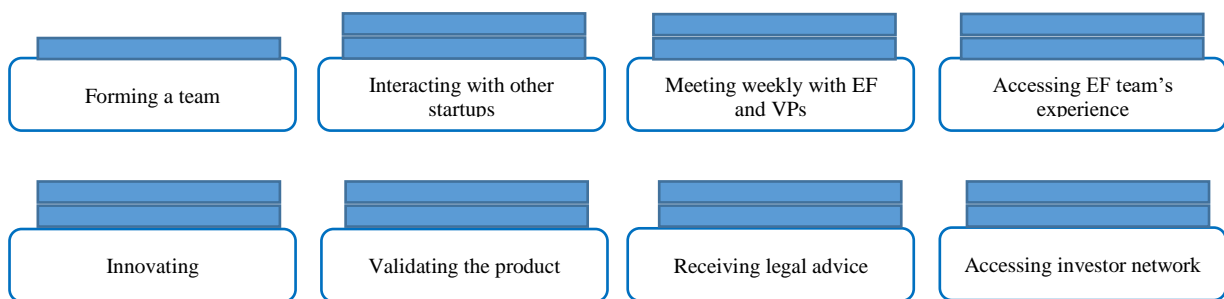 Forming a team
Interacting with other
startups
Meeting weekly with EF
and VPs
Accessing EF team’s
experience
Innovating
Validating the product
Receiving legal advice
Accessing investor network